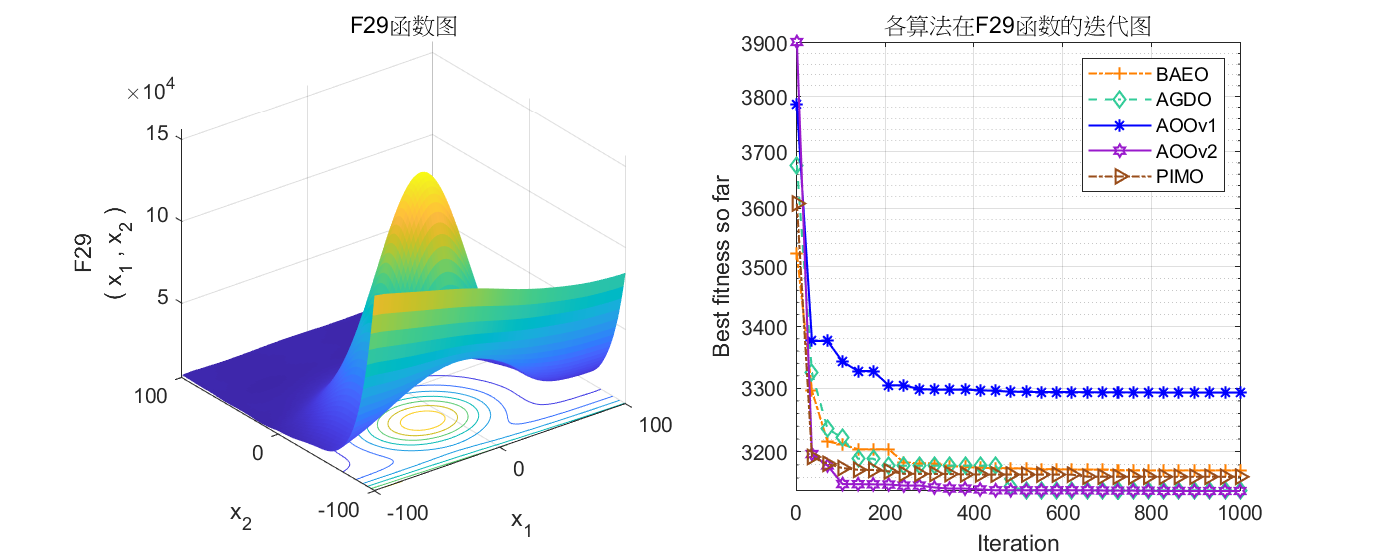 F29函数图
×10⁴
15
10
5
F29
( x₁ , x₂ )
100
0
-100
x₂
-100
0
100
x₁
各算法在F29函数的迭代图
3900
3800
3700
3600
3500
3400
3300
3200
Best fitness so far
BAEO
AGDO
AOOv1
AOOv2
PIMO
0
200
400
600
800
1000
Iteration